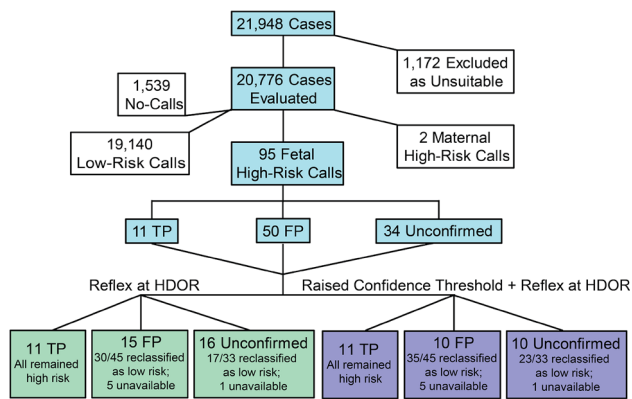 21,948 Cases
1,172 Excluded
as Unsuitable
20,776 Cases
Evaluated
1,539
No-Calls
19,140
Low-Risk Calls
2 Maternal
High-Risk Calls
95 Fetal
High-Risk Calls
11 TP
50 FP
34 Unconfirmed
Reflex at HDOR
Raised Confidence Threshold + Reflex at HDOR
11 TP
All remained
high risk
15 FP
30/45 reclassified
as low risk;
5 unavailable
16 Unconfirmed
17/33 reclassified
as low risk;
1 unavailable
11 TP
All remained
high risk
10 FP
35/45 reclassified
as low risk;
5 unavailable
10 Unconfirmed
23/33 reclassified
as low risk;
1 unavailable